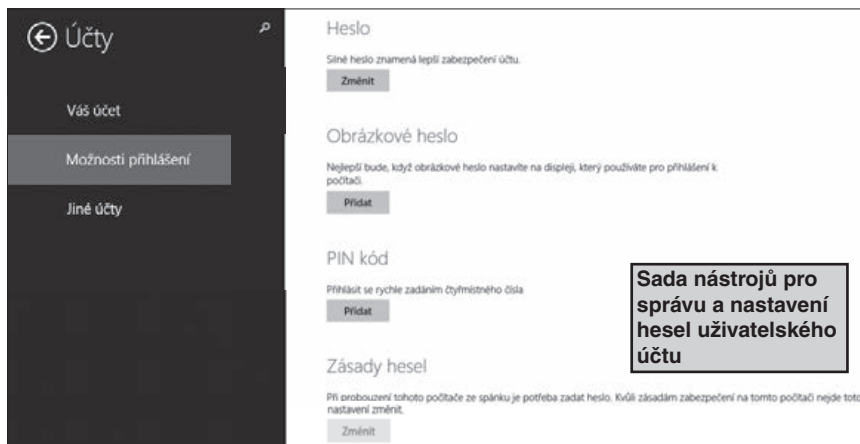 Účty
Váš účet
Možnosti přihlášení
Jiné účty
Heslo
Silné heslo znamená lepší zabezpečení účtu.
Změnit
Obrázkové heslo
Nejlepší bude, když obrázkové heslo nastavíte na displeji, který používáte pro přihlášení k
počítači.
Přidat
PIN kód
Přihlásit se rychle zadáním čtyřmístného čísla
Přidat
Sada nástrojů pro
správu a nastavení
hesel uživatelského
účtu
Zásady hesel
Při probouzení tohoto počítače ze spánku je potřeba zadat heslo. Kvůli zásadám zabezpečení na tomto počítači nejde toto
nastavení změnit.
Změnit